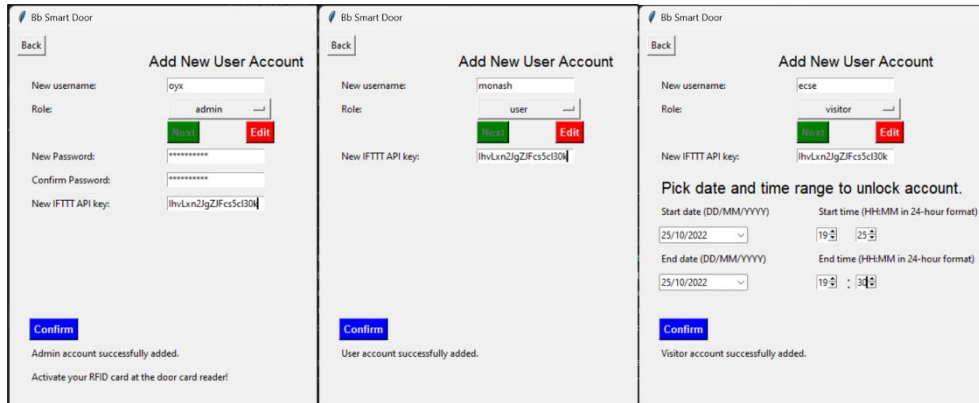 Bb Smart Door
Back
Add New User Account
New username: oyx
Role: admin
Next Edit
New Password: **********
Confirm Password: **********
New IFTTT API key: lhvLxn2JgZJFcs5cl30k
Confirm
Admin account successfully added.
Activate your RFID card at the door card reader!
Bb Smart Door
Back
Add New User Account
New username: monash
Role: user
Next Edit
New IFTTT API key: lhvLxn2JgZJFcs5cl30k
Confirm
User account successfully added.
Bb Smart Door
Back
Add New User Account
New username: ecse
Role: visitor
Next Edit
New IFTTT API key: lhvLxn2JgZJFcs5cl30k
Pick date and time range to unlock account.
Start date (DD/MM/YYYY) Start time (HH:MM in 24-hour format)
25/10/2022 19 25
End date (DD/MM/YYYY) End time (HH:MM in 24-hour format)
25/10/2022 19 : 30
Confirm
Visitor account successfully added.